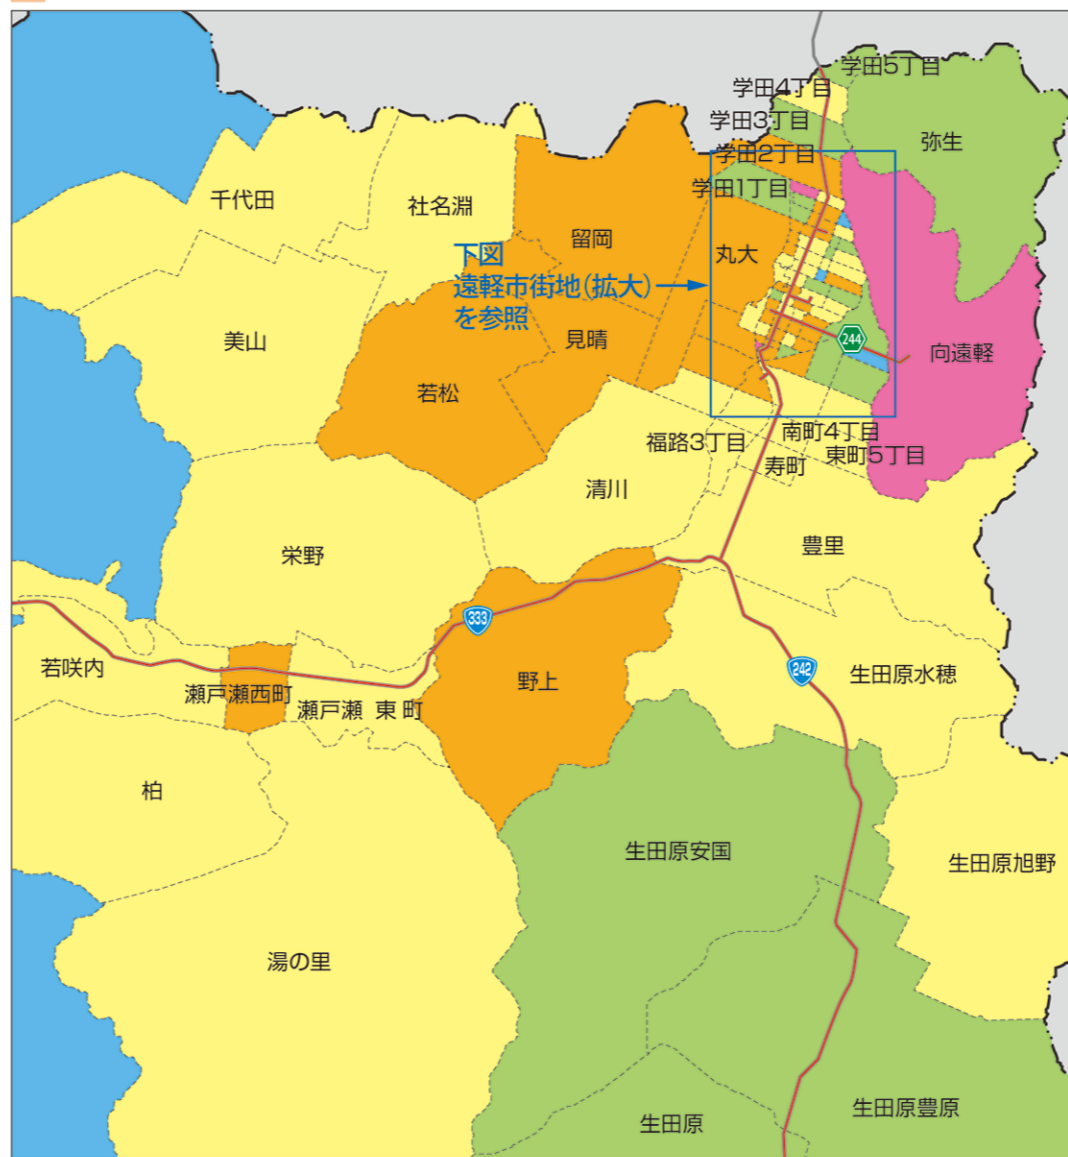 学田5丁目
学田4丁目
学田3丁目
弥生
学田2丁目
学田1丁目
千代田
社名淵
留岡
丸大
下図
遠軽市街地(拡大)
を参照
244
美山
見晴
向遠軽
若松
福路3丁目
南町4丁目
東町5丁目
寿町
清川
栄野
豊里
333
若咲内
瀬戸瀬西町
瀬戸瀬 東町
野上
242
生田原水穂
柏
生田原安国
生田原旭野
湯の里
生田原
生田原豊原